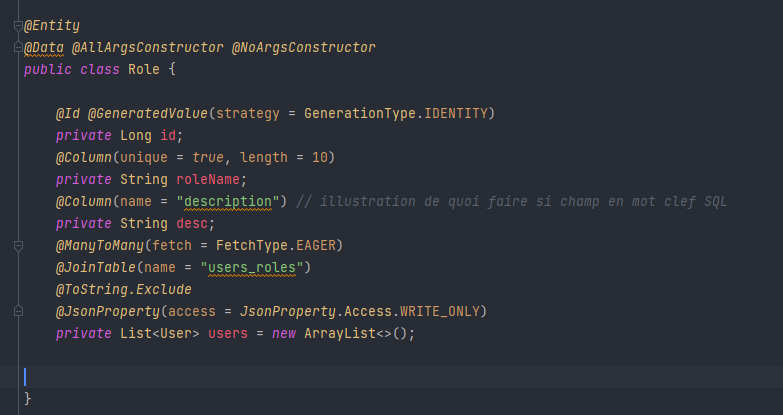 @Entity
@Data @AllArgsConstructor @NoArgsConstructor
public class Role {
@Id @GeneratedValue(strategy = GenerationType.IDENTITY)
private Long id;
@Column(unique = true, length = 10)
private String roleName;
@Column(name = "description") // illustration de quoi faire si champ en mot clef SQL
private String desc;
@ManyToMany(fetch = FetchType.EAGER)
@JoinTable(name = "users_roles")
@ToString.Exclude
@JsonProperty(access = JsonProperty.Access.WRITE_ONLY)
private List<User> users = new ArrayList<>();
}